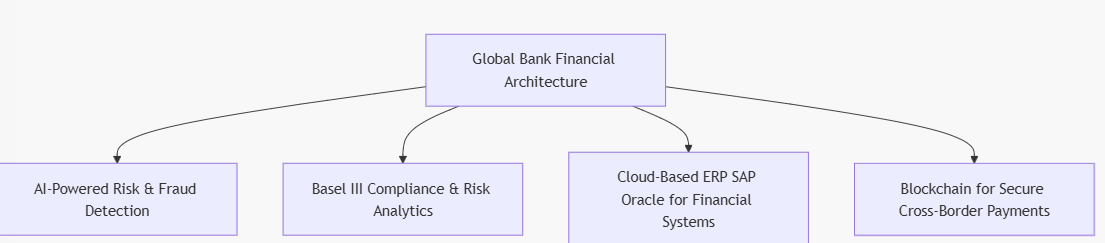 Global Bank Financial
Architecture
AI-Powered Risk & Fraud
Detection
Basel III Compliance & Risk
Analytics
Cloud-Based ERP SAP
Oracle for Financial
Systems
Blockchain for Secure
Cross-Border Payments